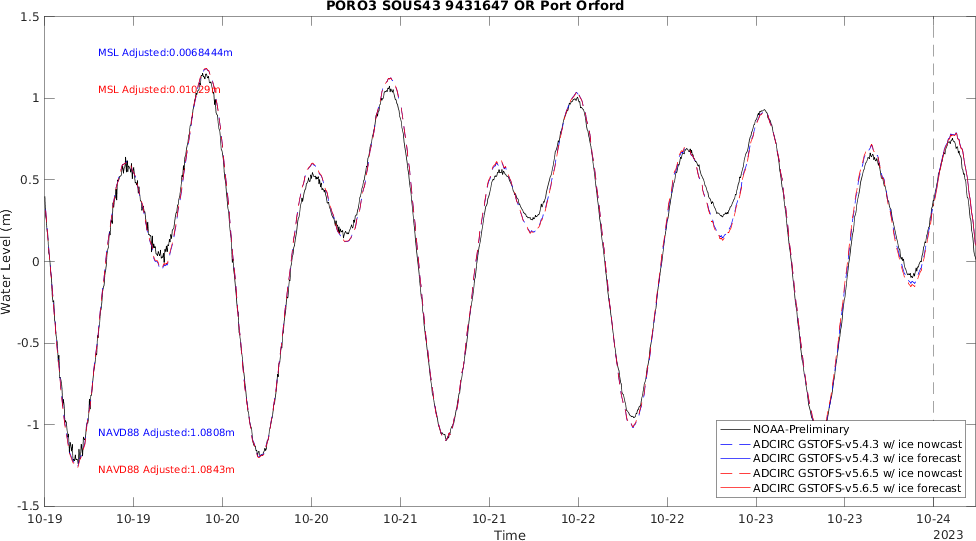 PORO3 SOUS43 9431647 OR Port Orford
1.5
1
0.5
0
-0.5
-1
-1.5
Water Level (m)
MSL Adjusted:0.0068444m
MSL Adjusted:0.01029m
NAVD88 Adjusted:1.0808m
NAVD88 Adjusted:1.0843m
NOAA-Preliminary
ADCIRC GSTOFS-v5.4.3 w/ ice nowcast
ADCIRC GSTOFS-v5.4.3 w/ ice forecast
ADCIRC GSTOFS-v5.6.5 w/ ice nowcast
ADCIRC GSTOFS-v5.6.5 w/ ice forecast
10-19 10-19 10-20 10-20 10-21 10-21 10-22 10-22 10-23 10-23 10-24
Time
2023